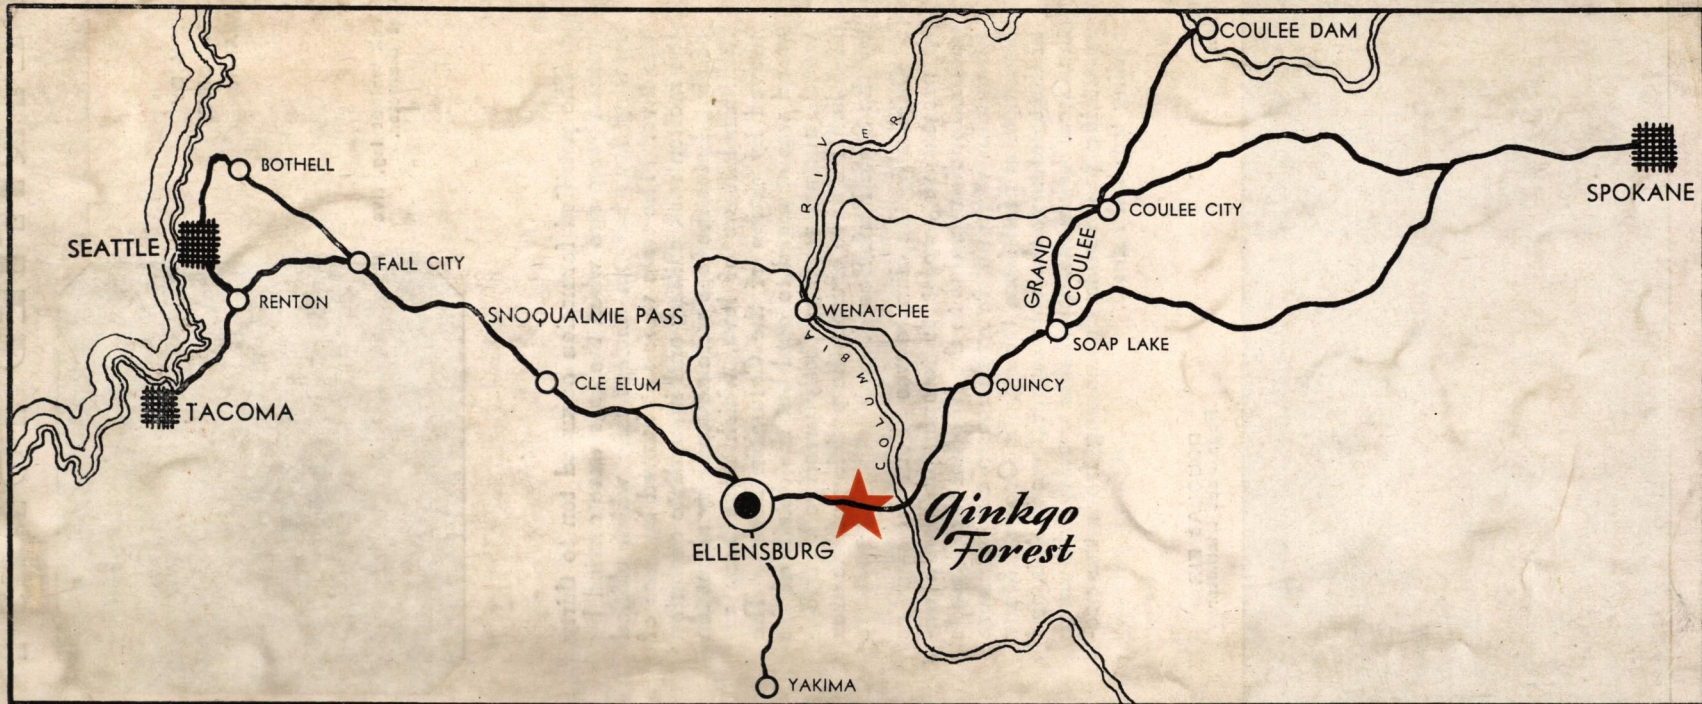 COULEE DAM
RIVER
BOTHELL
SPOKANE
COULEE CITY
SEATTLE
FALL CITY
GRAND
COULEE
RENTON
SNOQUALMIE PASS
WENATCHEE
SOAP LAKE
CLE ELUM
QUINCY
COLUMBIA
TACOMA
Ginkgo
Forest
ELLENSBURG
YAKIMA